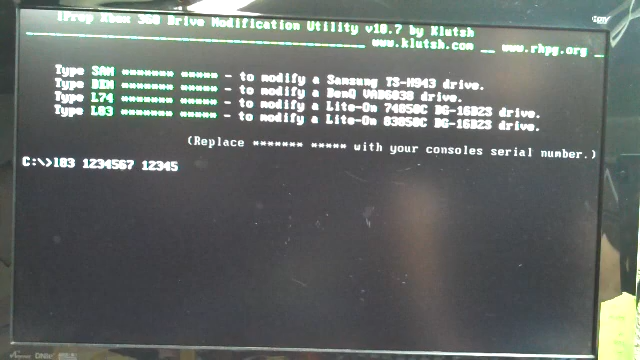 iPrep Xbox 360 Drive Modification Utility v10.7 by Klutsh
www.klutsh.com __ www.rhpg.org _
Type SAM ******* ***** - to modify a Samsung TS-H943 drive.
Type BEN ******* ***** - to modify a BenQ VAD6038 drive.
Type L74 ******* ***** - to modify a Lite-On 74850C DG-16D2S drive.
Type L83 ******* ***** - to modify a Lite-On 83850C DG-16D2S drive.
(Replace ******* ***** with your consoles serial number.)
C:\>l83 1234567 12345